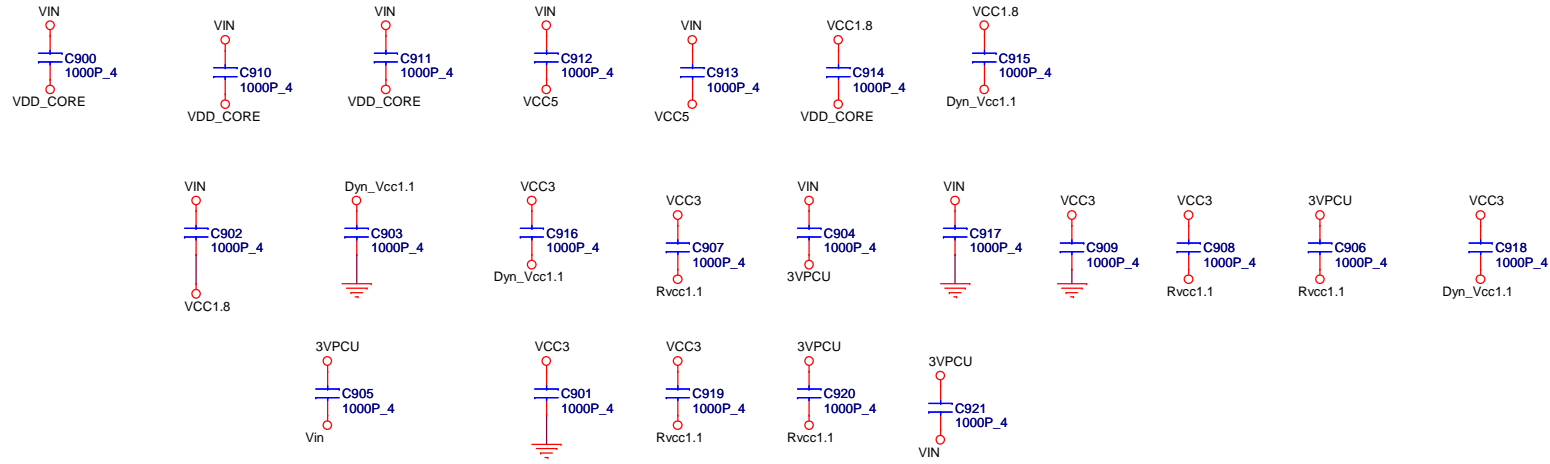 VIN
C900
1000P_4
VDD_CORE
VIN
C910
1000P_4
VDD_CORE
VIN
C911
1000P_4
VDD_CORE
VIN
C912
1000P_4
VCC5
VIN
C913
1000P_4
VCC5
VCC1.8
C914
1000P_4
VDD_CORE
VCC1.8
C915
1000P_4
Dyn_Vcc1.1
VIN
C902
1000P_4
VCC1.8
Dyn_Vcc1.1
C903
1000P_4
VCC3
C916
1000P_4
Dyn_Vcc1.1
VCC3
C907
1000P_4
Rvcc1.1
VIN
C904
1000P_4
3VPCU
VIN
C917
1000P_4
VCC3
C909
1000P_4
VCC3
C908
1000P_4
Rvcc1.1
3VPCU
C906
1000P_4
Rvcc1.1
VCC3
C918
1000P_4
Dyn_Vcc1.1
3VPCU
C905
1000P_4
Vin
VCC3
C901
1000P_4
VCC3
C919
1000P_4
Rvcc1.1
3VPCU
C920
1000P_4
Rvcc1.1
3VPCU
C921
1000P_4
VIN